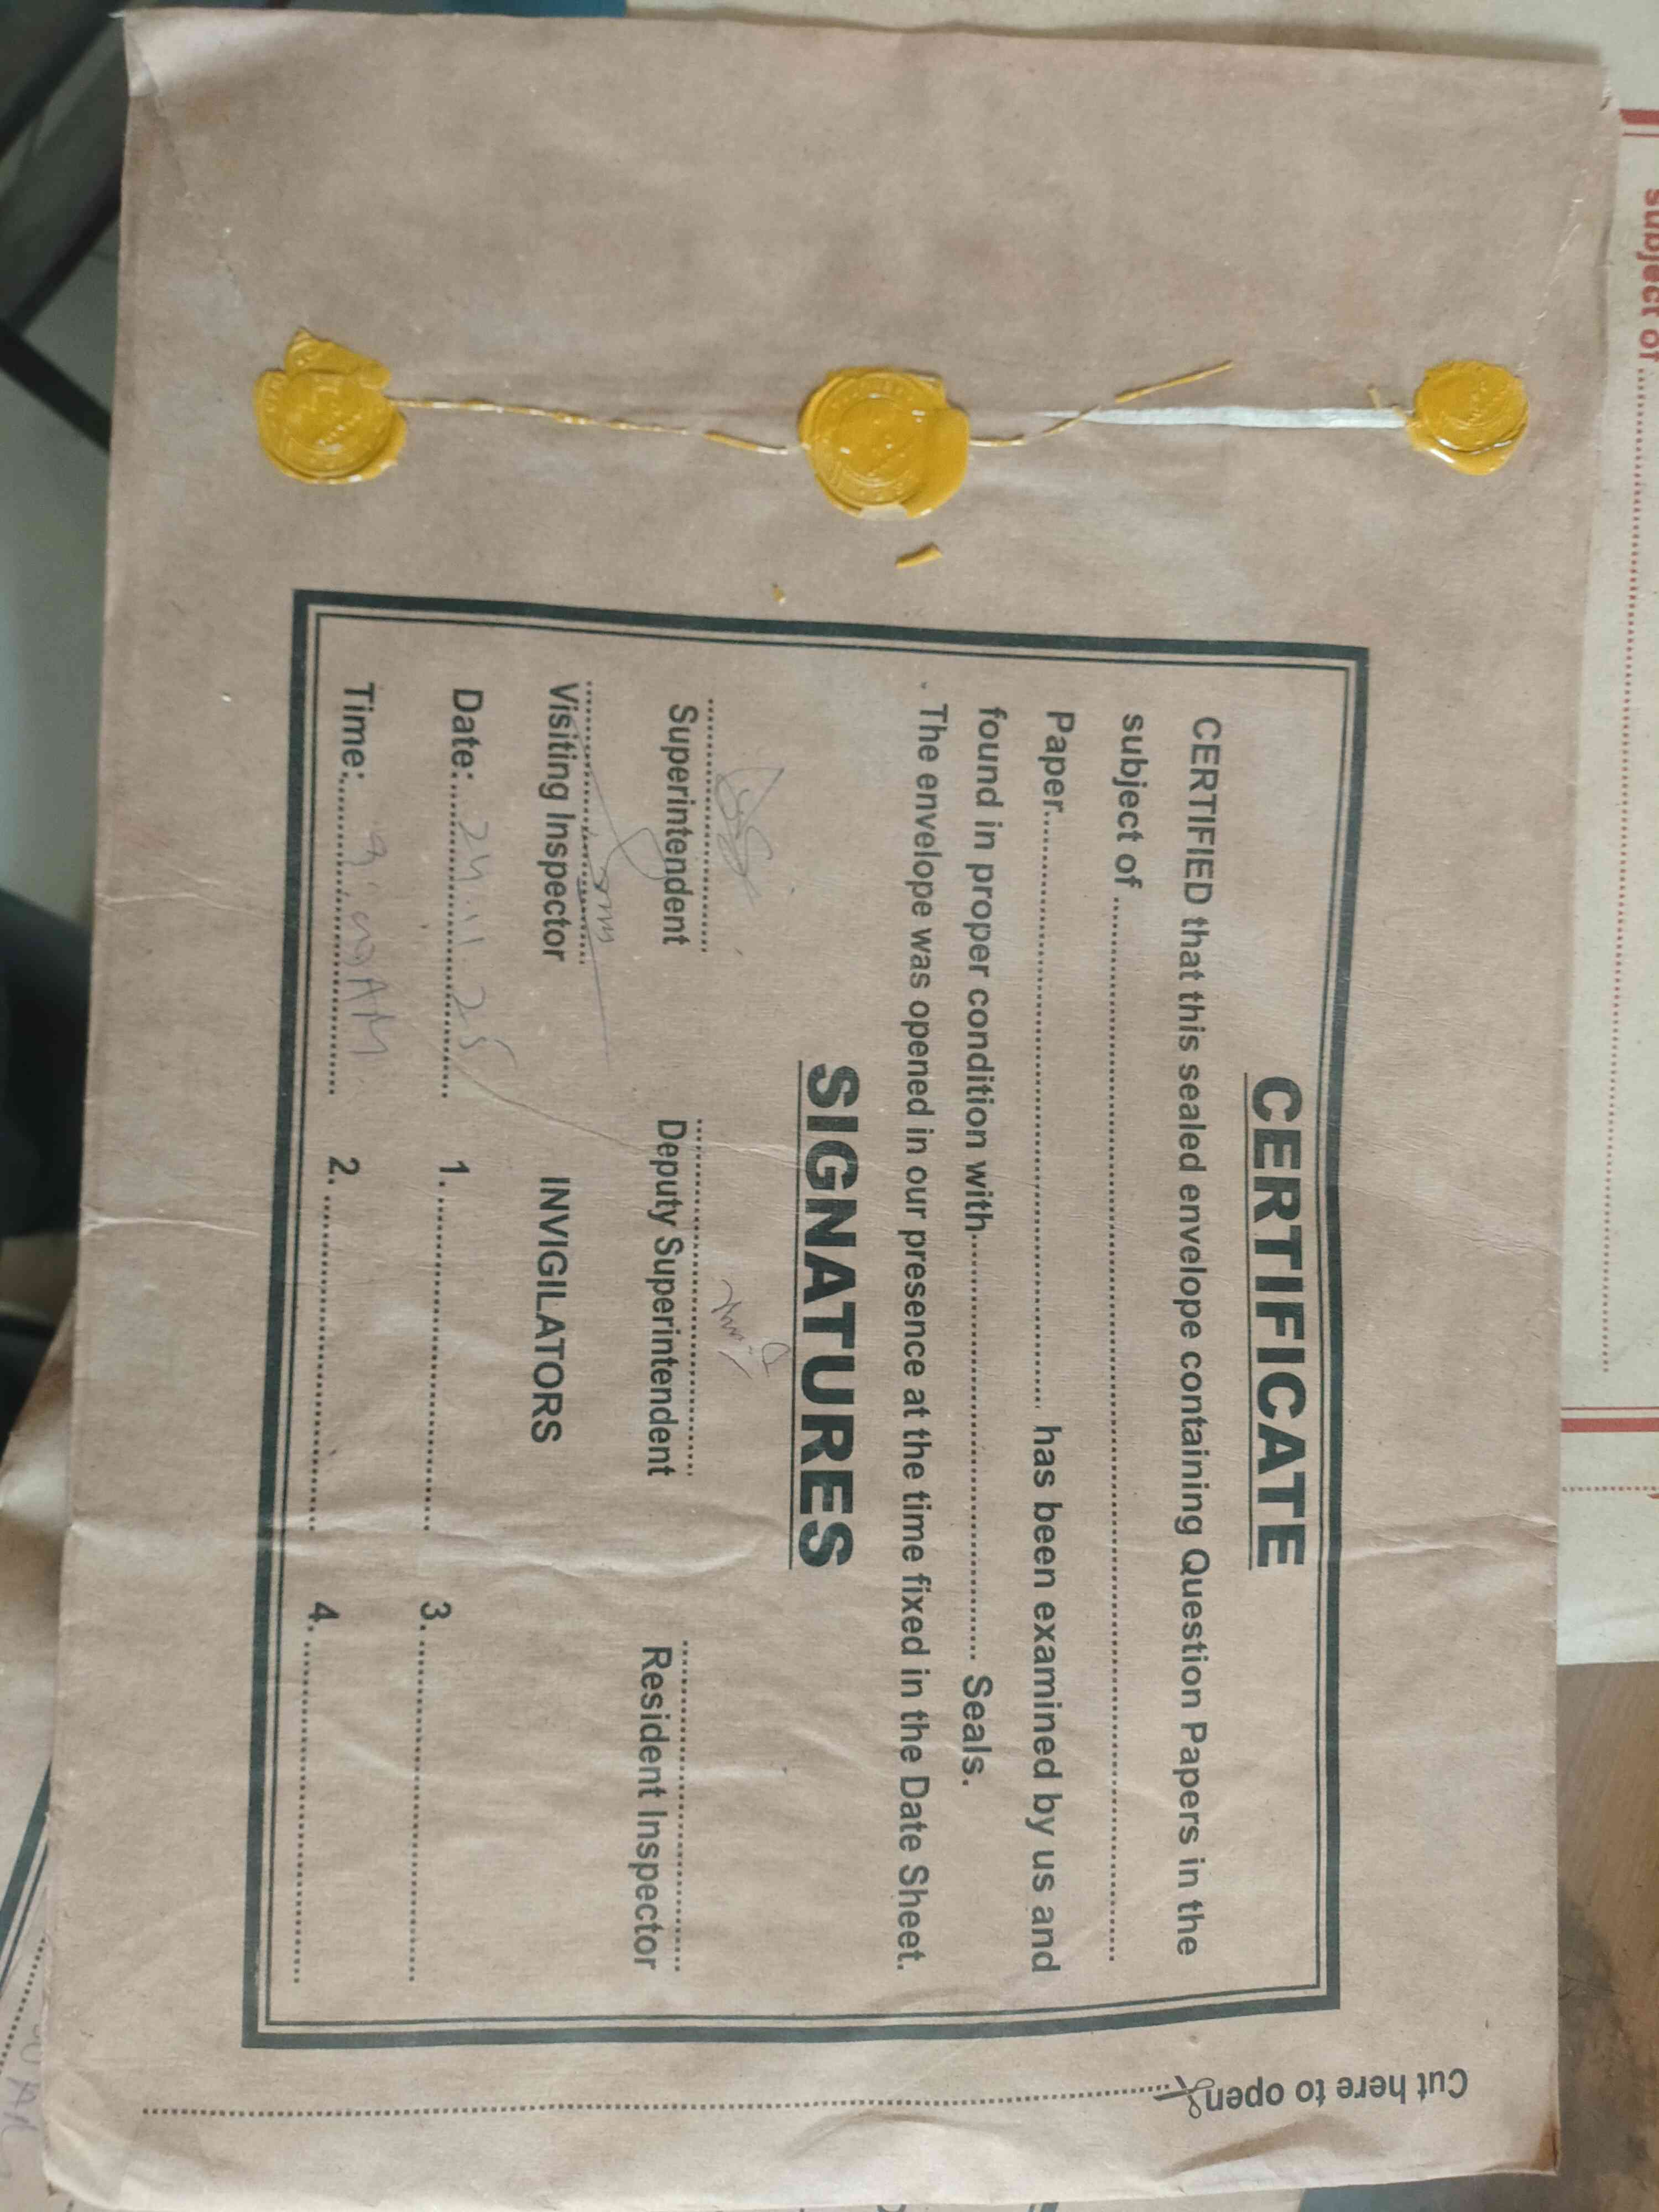 CERTIFICATE
CERTIFIED that this sealed envelope containing Question Papers in the
subject of ....................
Paper.................... has been examined by us and
found in proper condition with.................... Seals.
The envelope was opened in our presence at the time fixed in the Date Sheet.
SIGNATURES
Superintendent Deputy Superintendent Resident Inspector
Visiting Inspector INVIGILATORS
Date: 24.11.25 1. .................... 3. ....................
Time: 9:00 AM 2. .................... 4. ....................
Cut here to open
subject of ....................